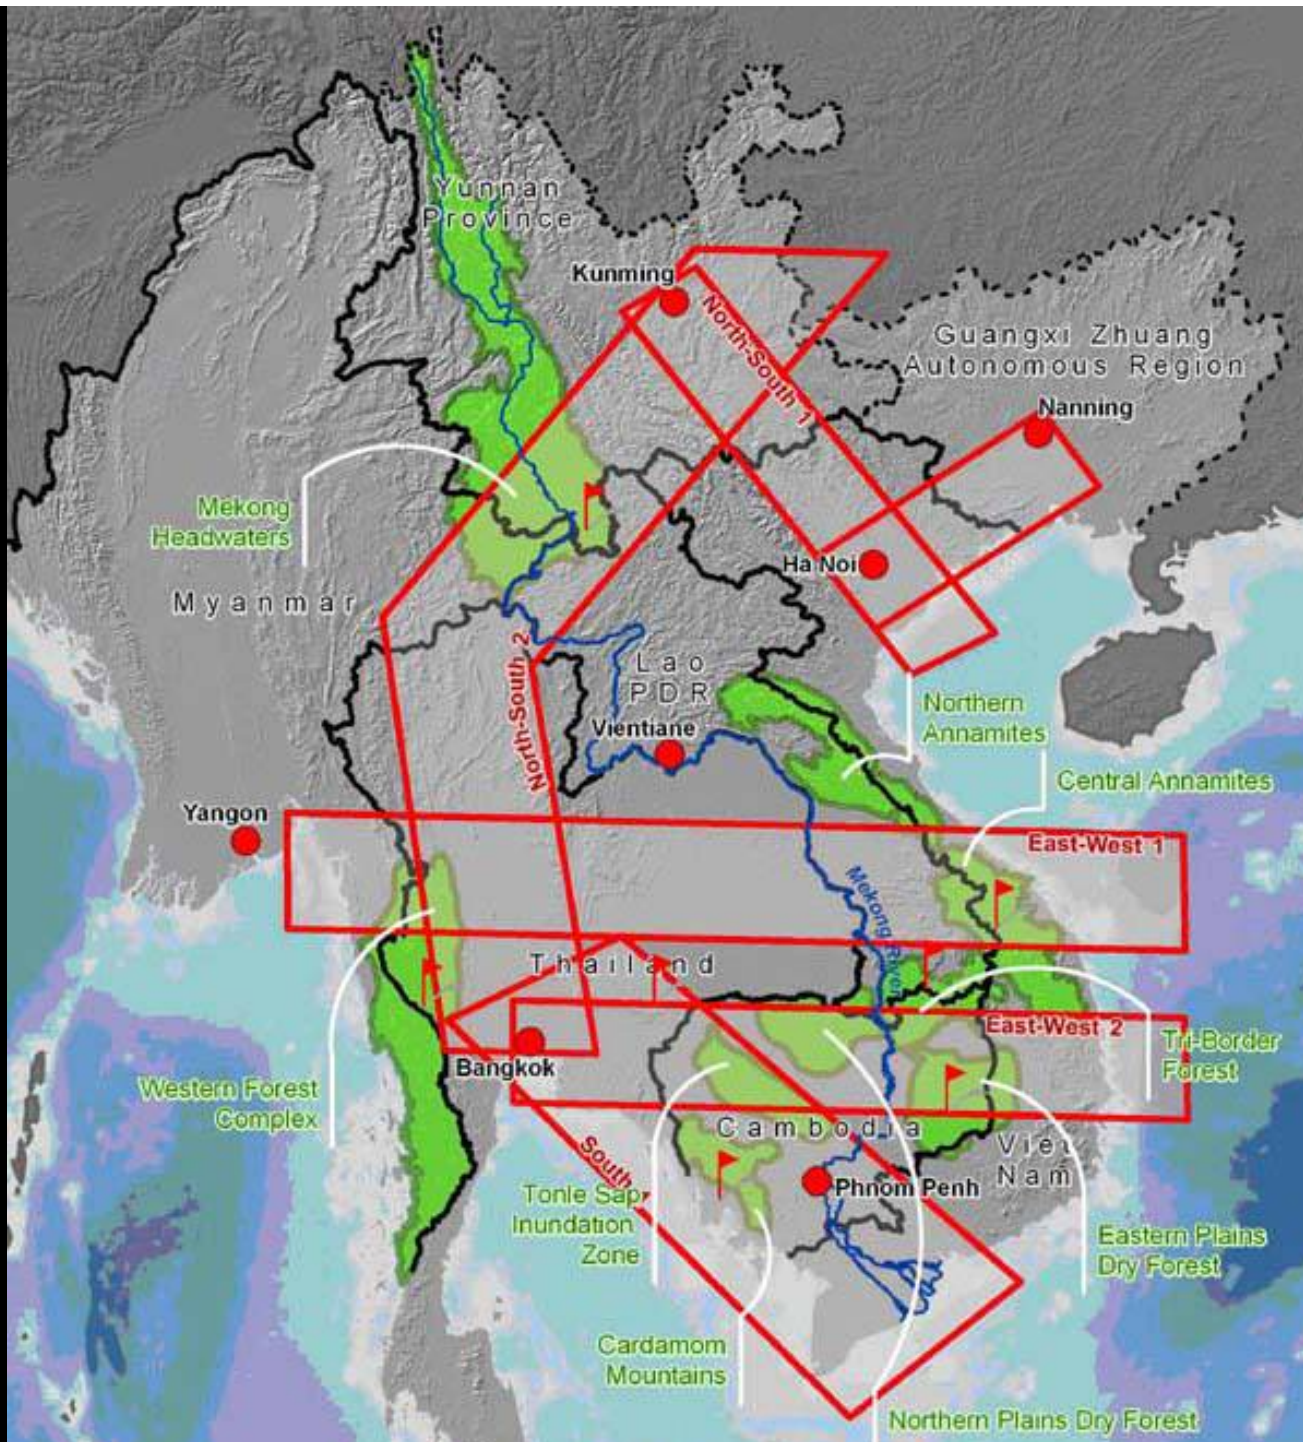 Yunnan
Province
Kunming
North-South 1
Guangxi Zhuang
Autonomous Region
Nanning
Mekong
Headwaters
Ha Noi
Myanmar
North-South 2
Lao
PDR
Vientiane
Northern
Annamites
Central Annamites
Yangon
East-West 1
Mekong River
Thailand
East-West 2
Tri-Border
Forest
Bangkok
Western Forest
Complex
Cambodia
Viet
Nam
South
Phnom Penh
Tonle Sap
Inundation
Zone
Eastern Plains
Dry Forest
Cardamom
Mountains
Northern Plains Dry Forest